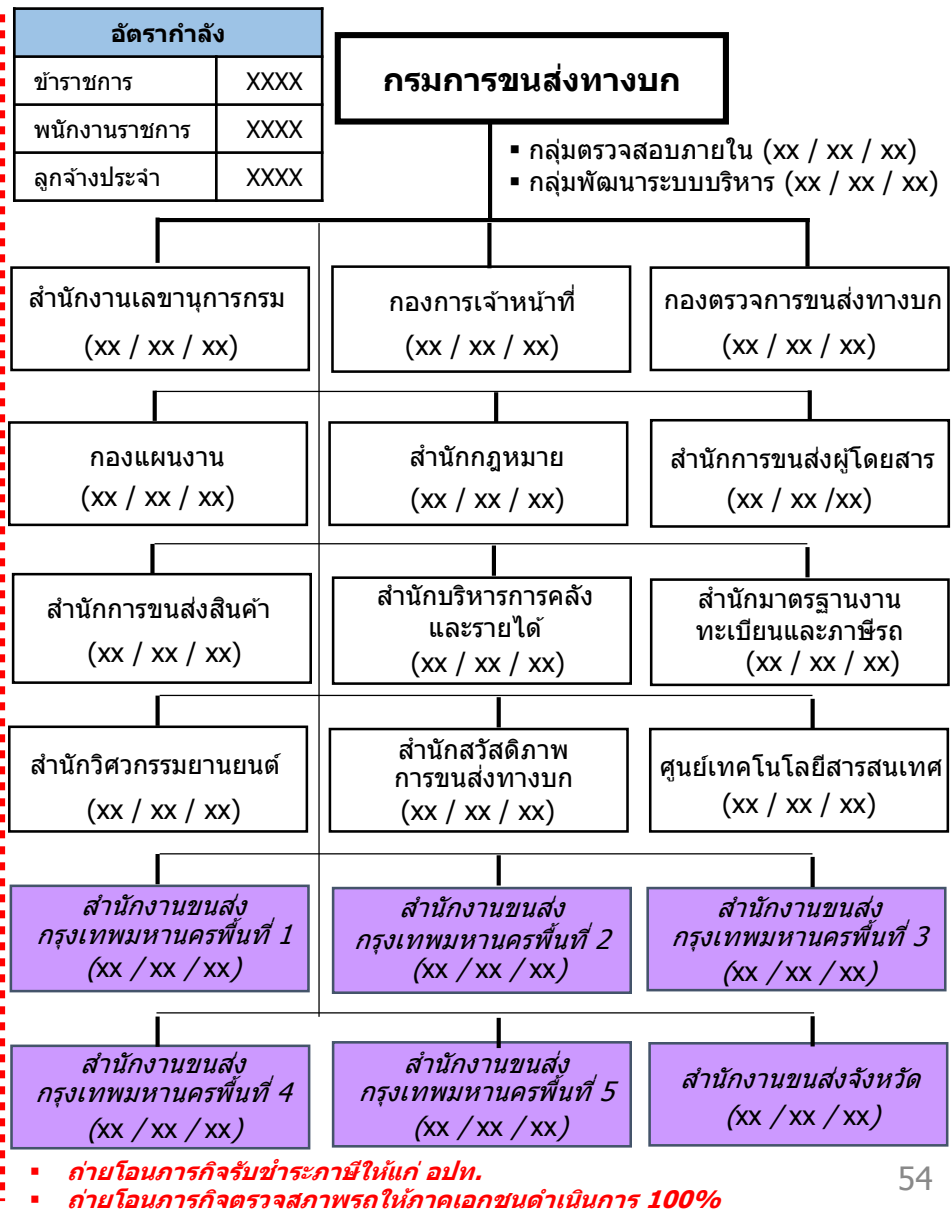 อัตรากำลัง
ข้าราชการ XXXX
พนักงานราชการ XXXX
ลูกจ้างประจำ XXXX
กรมการขนส่งทางบก
▪ กลุ่มตรวจสอบภายใน (xx / xx / xx)
▪ กลุ่มพัฒนาระบบบริหาร (xx / xx / xx)
สำนักงานเลขานุการกรม
(xx / xx / xx)
กองการเจ้าหน้าที่
(xx / xx / xx)
กองตรวจการขนส่งทางบก
(xx / xx / xx)
กองแผนงาน
(xx / xx / xx)
สำนักกฎหมาย
(xx / xx / xx)
สำนักการขนส่งผู้โดยสาร
(xx / xx /xx)
สำนักการขนส่งสินค้า
(xx / xx / xx)
สำนักบริหารการคลัง
และรายได้
(xx / xx / xx)
สำนักมาตรฐานงาน
ทะเบียนและภาษีรถ
(xx / xx / xx)
สำนักวิศวกรรมยานยนต์
(xx / xx / xx)
สำนักสวัสดิภาพ
การขนส่งทางบก
(xx / xx / xx)
ศูนย์เทคโนโลยีสารสนเทศ
(xx / xx / xx)
สำนักงานขนส่ง
กรุงเทพมหานครพื้นที่ 1
(xx / xx / xx)
สำนักงานขนส่ง
กรุงเทพมหานครพื้นที่ 2
(xx / xx / xx)
สำนักงานขนส่ง
กรุงเทพมหานครพื้นที่ 3
(xx / xx / xx)
สำนักงานขนส่ง
กรุงเทพมหานครพื้นที่ 4
(xx / xx / xx)
สำนักงานขนส่ง
กรุงเทพมหานครพื้นที่ 5
(xx / xx / xx)
สำนักงานขนส่งจังหวัด
(xx / xx / xx)
▪ ถ่ายโอนภารกิจรับชำระภาษีให้แก่ อปท.
▪ ถ่ายโอนภารกิจตรวจสภาพรถให้ภาคเอกชนดำเนินการ 100%
54